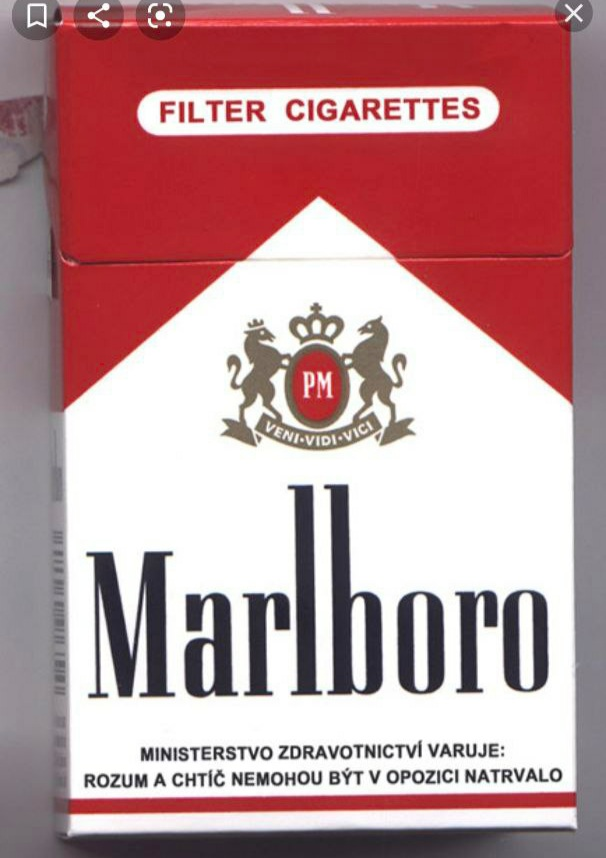 FILTER CIGARETTES
PM
VENI·VIDI·VICI
Marlboro
MINISTERSTVO ZDRAVOTNICTVÍ VARUJE:
ROZUM A CHTÍČ NEMOHOU BÝT V OPOZICI NATRVALO